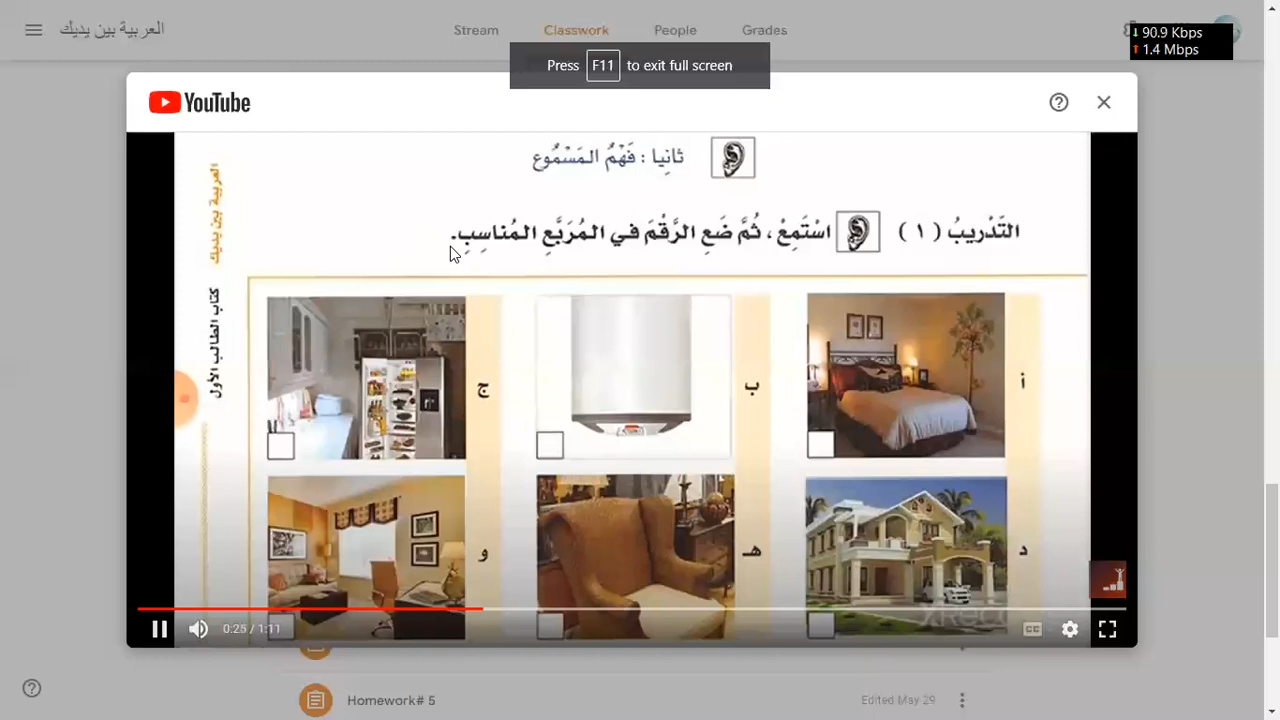 العربية بين يديك
Stream
Classwork
People
Grades
↓ 90.9 Kbps
↑ 1.4 Mbps
Press F11 to exit full screen
YouTube
ثانيا : فَهْمُ المَسْمُوع
التَّدْرِيبُ ( ١ ) اسْتَمِعْ ، ثُمَّ ضَعِ الرَّقْمَ في المُرَبَّعِ المُناسِبِ.
العربية بين يديك
كتاب الطالب الأول
أ
ب
ج
د
هـ
و
0:25 / 1:11
CC
Homework# 5
Edited May 29